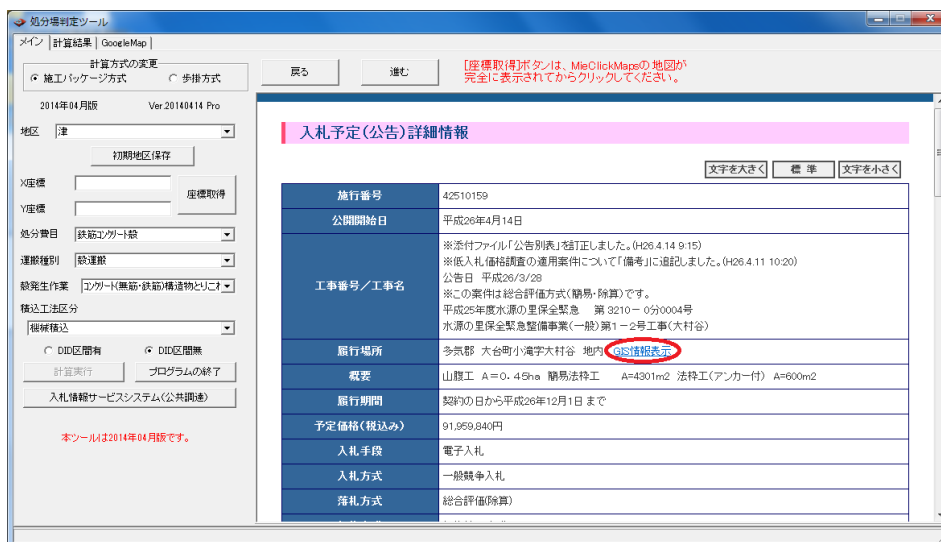 処分場判定ツール
メイン 計算結果 GoogleMap
計算方式の変更
施工パッケージ方式 歩掛方式
2014年04月版 Ver.20140414 Pro
地区 津
初期地区保存
X座標
座標取得
Y座標
処分費目 鉄筋コンクリート殻
運搬種別 殻運搬
殻発生作業 コンクリート(無筋・鉄筋)構造物とりこわ
積込工法区分
機械積込
DID区間有 DID区間無
計算実行 プログラムの終了
入札情報サービスシステム(公共調達)
本ツールは2014年04月版です。
戻る 進む
[座標取得]ボタンは、MieClickMapsの地図が
完全に表示されてからクリックしてください。
入札予定(公告)詳細情報
文字を大きく 標 準 文字を小さく
施行番号 42510159
公開開始日 平成26年4月14日
工事番号/工事名
※添付ファイル「公告別表」を訂正しました。(H26.4.14 9:15)
※低入札価格調査の適用案件について「備考」に追記しました。(H26.4.11 10:20)
公告日 平成26/3/28
※この案件は総合評価方式(簡易・除算)です。
平成25年度水源の里保全緊急 第 3210- 0分0004号
水源の里保全緊急整備事業(一般)第1-2号工事(大村谷)
履行場所 多気郡 大台町小滝字大村谷 地内 GIS情報表示
概要 山腹工 A=0.45ha 簡易法枠工 A=4301m2 法枠工(アンカー付) A=600m2
履行期間 契約の日から平成26年12月1日 まで
予定価格(税込み) 91,959,840円
入札手段 電子入札
入札方式 一般競争入札
落札方式 総合評価(除算)